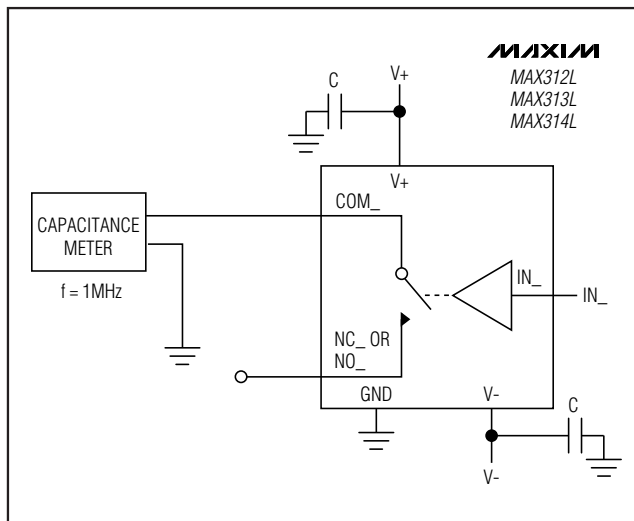 MAXIM
MAX312L
MAX313L
MAX314L
C
V+
V+
COM_
CAPACITANCE
METER
f = 1MHz
IN_
IN_
NC_ OR
NO_
GND
V-
C
V-